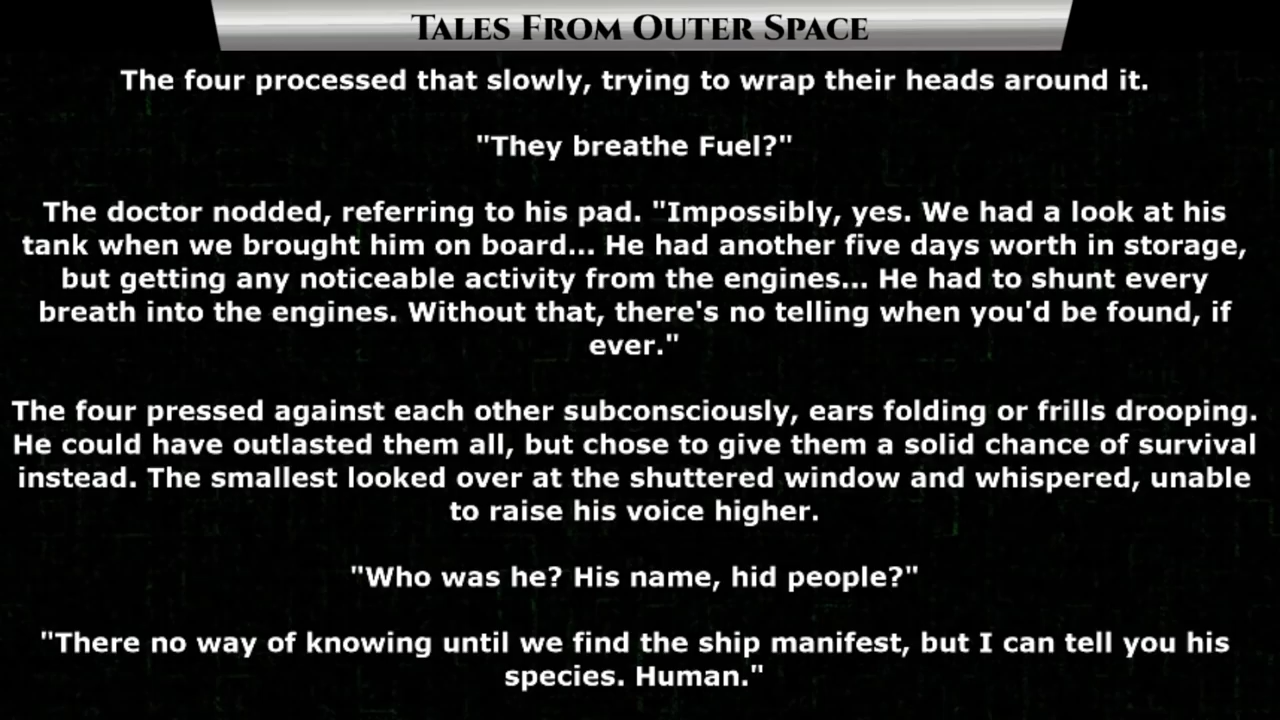 Tales From Outer Space
The four processed that slowly, trying to wrap their heads around it.
"They breathe Fuel?"
The doctor nodded, referring to his pad. "Impossibly, yes. We had a look at his
tank when we brought him on board... He had another five days worth in storage,
but getting any noticeable activity from the engines... He had to shunt every
breath into the engines. Without that, there's no telling when you'd be found, if
ever."
The four pressed against each other subconsciously, ears folding or frills drooping.
He could have outlasted them all, but chose to give them a solid chance of survival
instead. The smallest looked over at the shuttered window and whispered, unable
to raise his voice higher.
"Who was he? His name, hid people?"
"There no way of knowing until we find the ship manifest, but I can tell you his
species. Human."